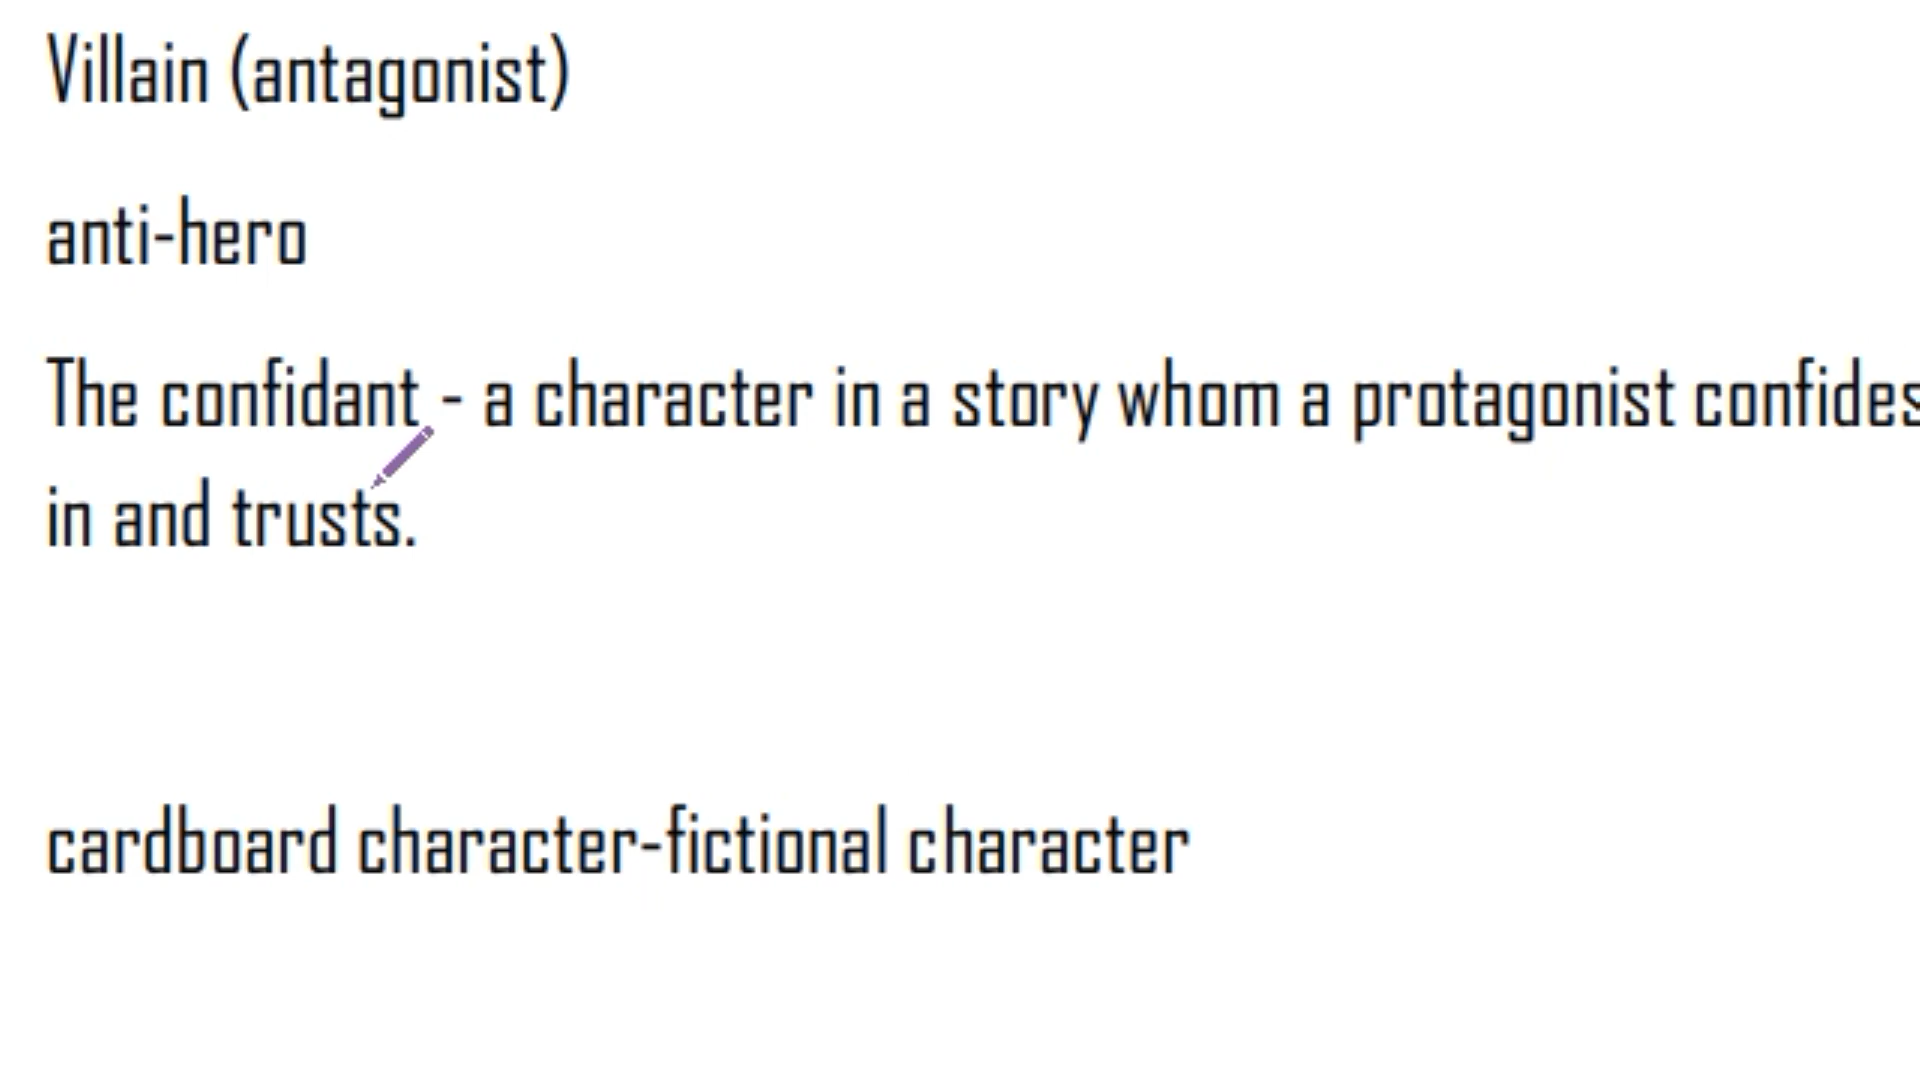 Villain (antagonist)
anti-hero
The confidant - a character in a story whom a protagonist confides
in and trusts.
cardboard character-fictional character